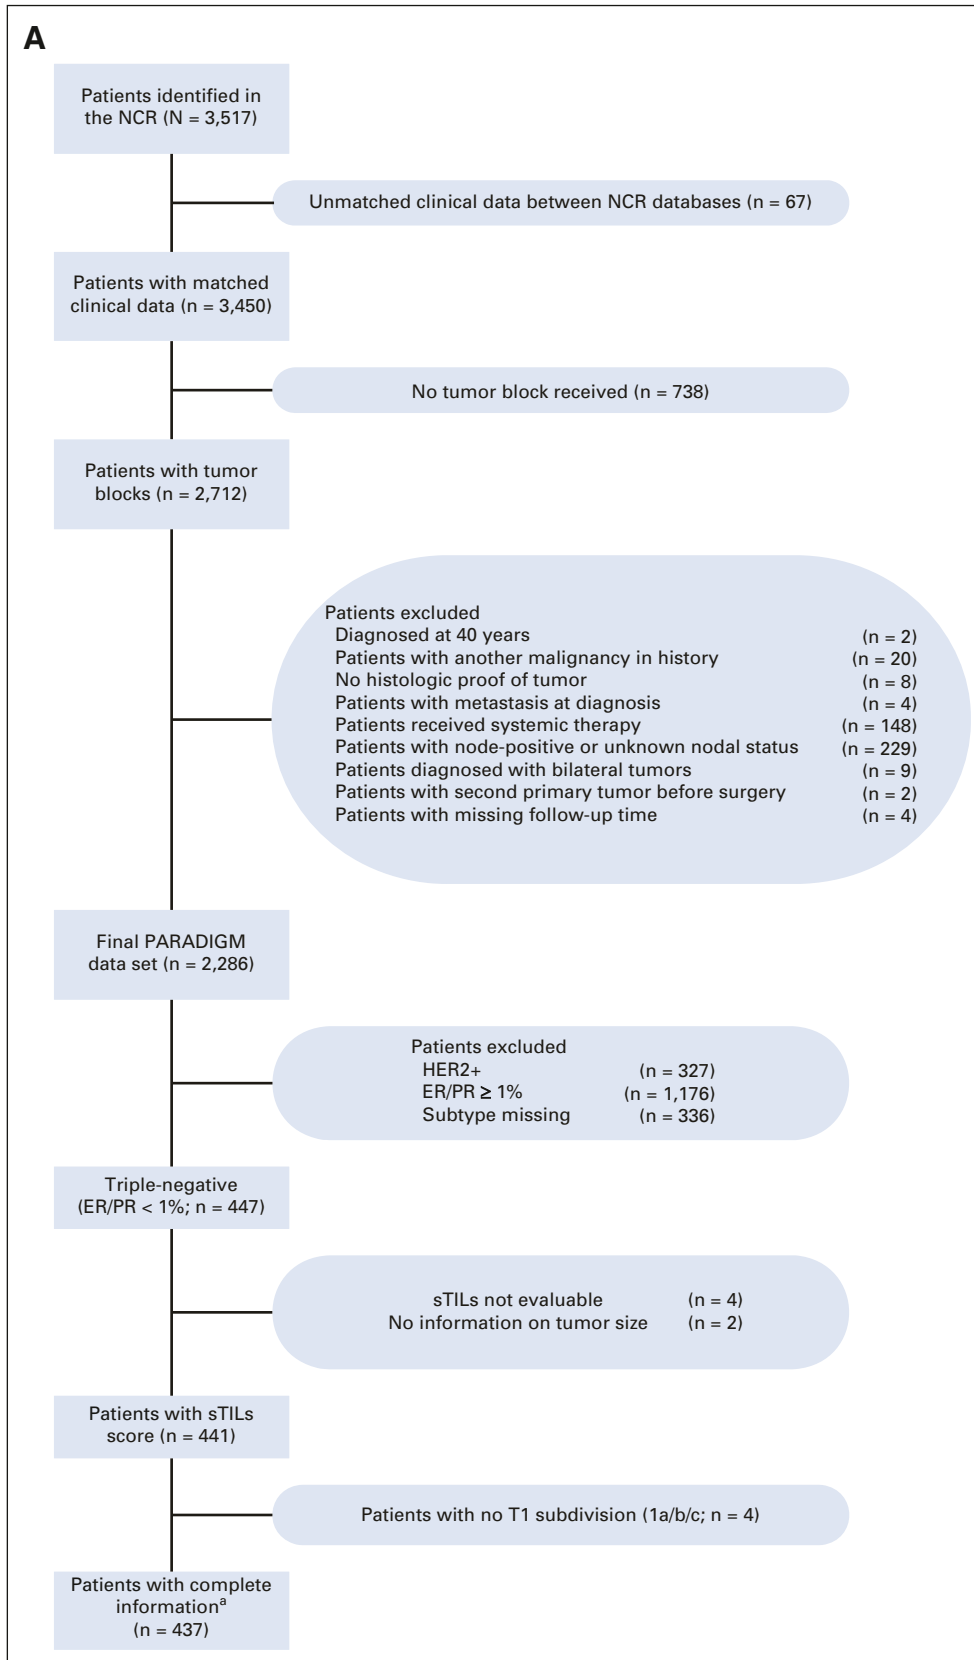 A
Patients identified in
the NCR (N = 3,517)
Unmatched clinical data between NCR databases (n = 67)
Patients with matched
clinical data (n = 3,450)
No tumor block received (n = 738)
Patients with tumor
blocks (n = 2,712)
Patients excluded
Diagnosed at 40 years (n = 2)
Patients with another malignancy in history (n = 20)
No histologic proof of tumor (n = 8)
Patients with metastasis at diagnosis (n = 4)
Patients received systemic therapy (n = 148)
Patients with node-positive or unknown nodal status (n = 229)
Patients diagnosed with bilateral tumors (n = 9)
Patients with second primary tumor before surgery (n = 2)
Patients with missing follow-up time (n = 4)
Final PARADIGM
data set (n = 2,286)
Patients excluded
HER2+ (n = 327)
ER/PR ≥ 1% (n = 1,176)
Subtype missing (n = 336)
Triple-negative
(ER/PR < 1%; n = 447)
sTILs not evaluable (n = 4)
No information on tumor size (n = 2)
Patients with sTILs
score (n = 441)
Patients with no T1 subdivision (1a/b/c; n = 4)
Patients with complete
informationᵃ
(n = 437)